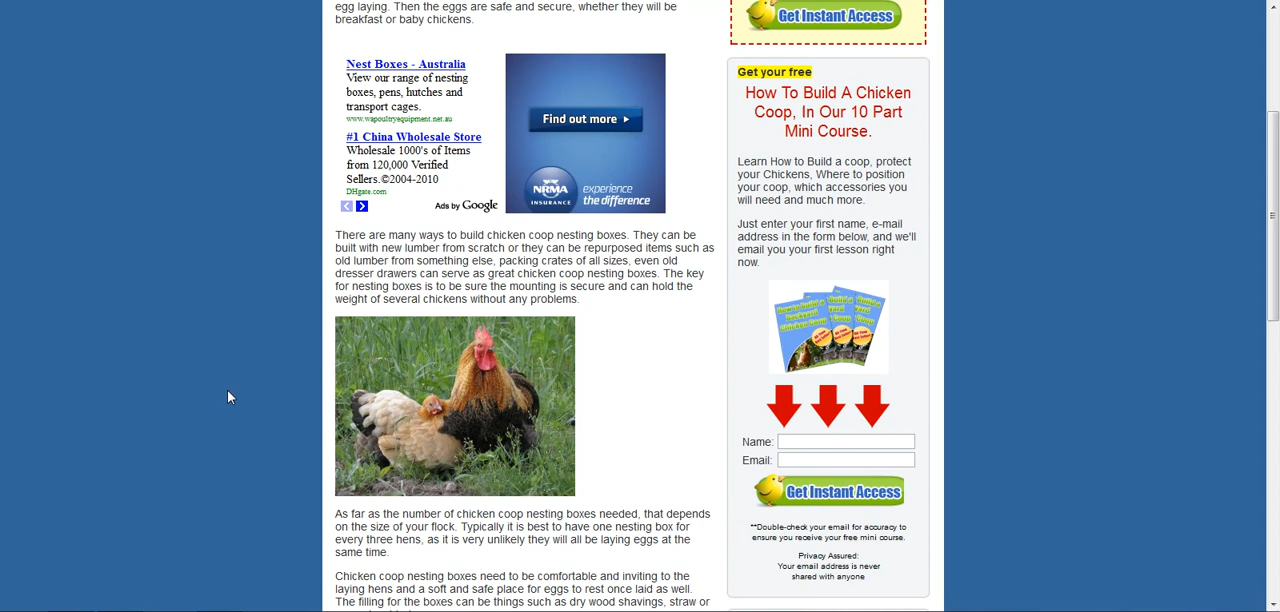 egg laying. Then the eggs are safe and secure, whether they will be
breakfast or baby chickens.
Nest Boxes - Australia
View our range of nesting
boxes, pens, hutches and
transport cages.
www.wapoultryequipment.net.au
#1 China Wholesale Store
Wholesale 1000's of Items
from 120,000 Verified
Sellers.©2004-2010
DHgate.com
Ads by Google
Find out more
NRMA
INSURANCE
experience
the difference
There are many ways to build chicken coop nesting boxes. They can be
built with new lumber from scratch or they can be repurposed items such as
old lumber from something else, packing crates of all sizes, even old
dresser drawers can serve as great chicken coop nesting boxes. The key
for nesting boxes is to be sure the mounting is secure and can hold the
weight of several chickens without any problems.
As far as the number of chicken coop nesting boxes needed, that depends
on the size of your flock. Typically it is best to have one nesting box for
every three hens, as it is very unlikely they will all be laying eggs at the
same time.
Chicken coop nesting boxes need to be comfortable and inviting to the
laying hens and a soft and safe place for eggs to rest once laid as well.
The filling for the boxes can be things such as dry wood shavings, straw or
Get Instant Access
Get your free
How To Build A Chicken
Coop, In Our 10 Part
Mini Course.
Learn How to Build a coop, protect
your Chickens, Where to position
your coop, which accessories you
will need and much more.
Just enter your first name, e-mail
address in the form below, and we'll
email you your first lesson right
now.
Name:
Email:
Get Instant Access
**Double-check your email for accuracy to
ensure you receive your free mini course.
Privacy Assured:
Your email address is never
shared with anyone